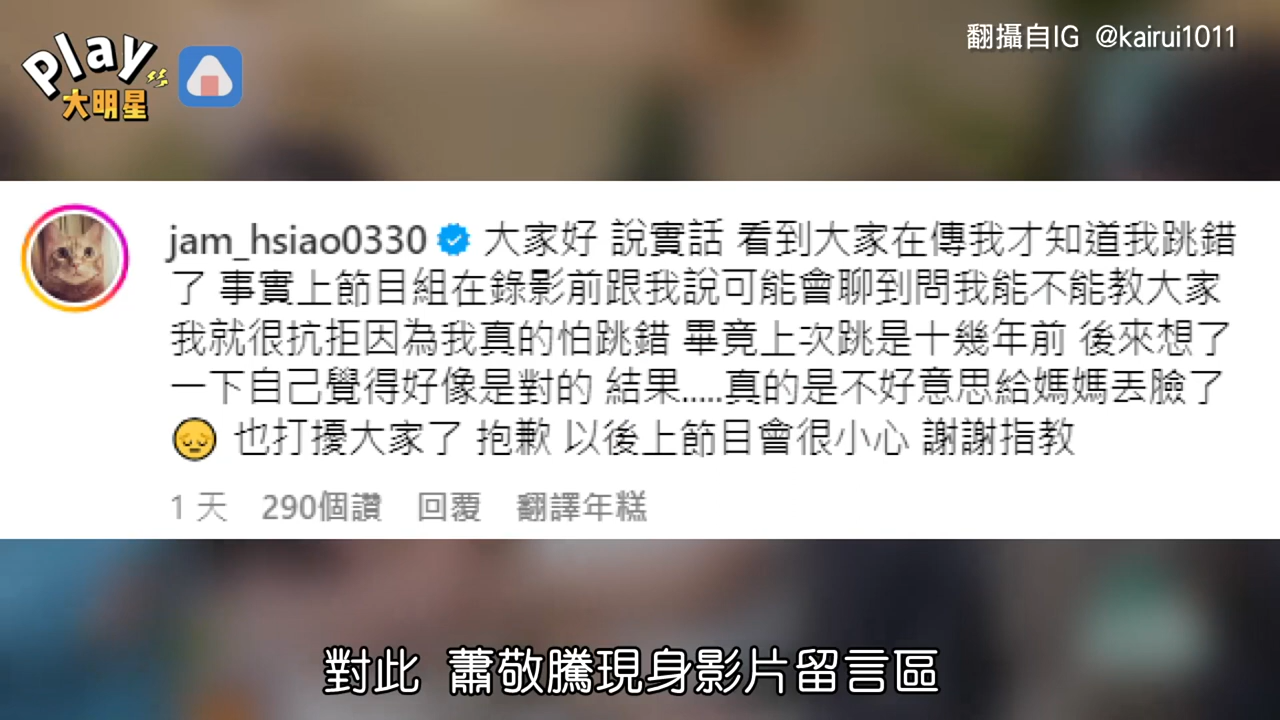 Play
大明星
翻攝自IG @kairui1011
jam_hsiao0330 大家好 說實話 看到大家在傳我才知道我跳錯
了 事實上節目組在錄影前跟我說可能會聊到問我能不能教大家
我就很抗拒因為我真的怕跳錯 畢竟上次跳是十幾年前 後來想了
一下自己覺得好像是對的 結果.....真的是不好意思給媽媽丟臉了
😞 也打擾大家了 抱歉 以後上節目會很小心 謝謝指教
1 天 290個讚 回覆 翻譯年糕
對此 蕭敬騰現身影片留言區